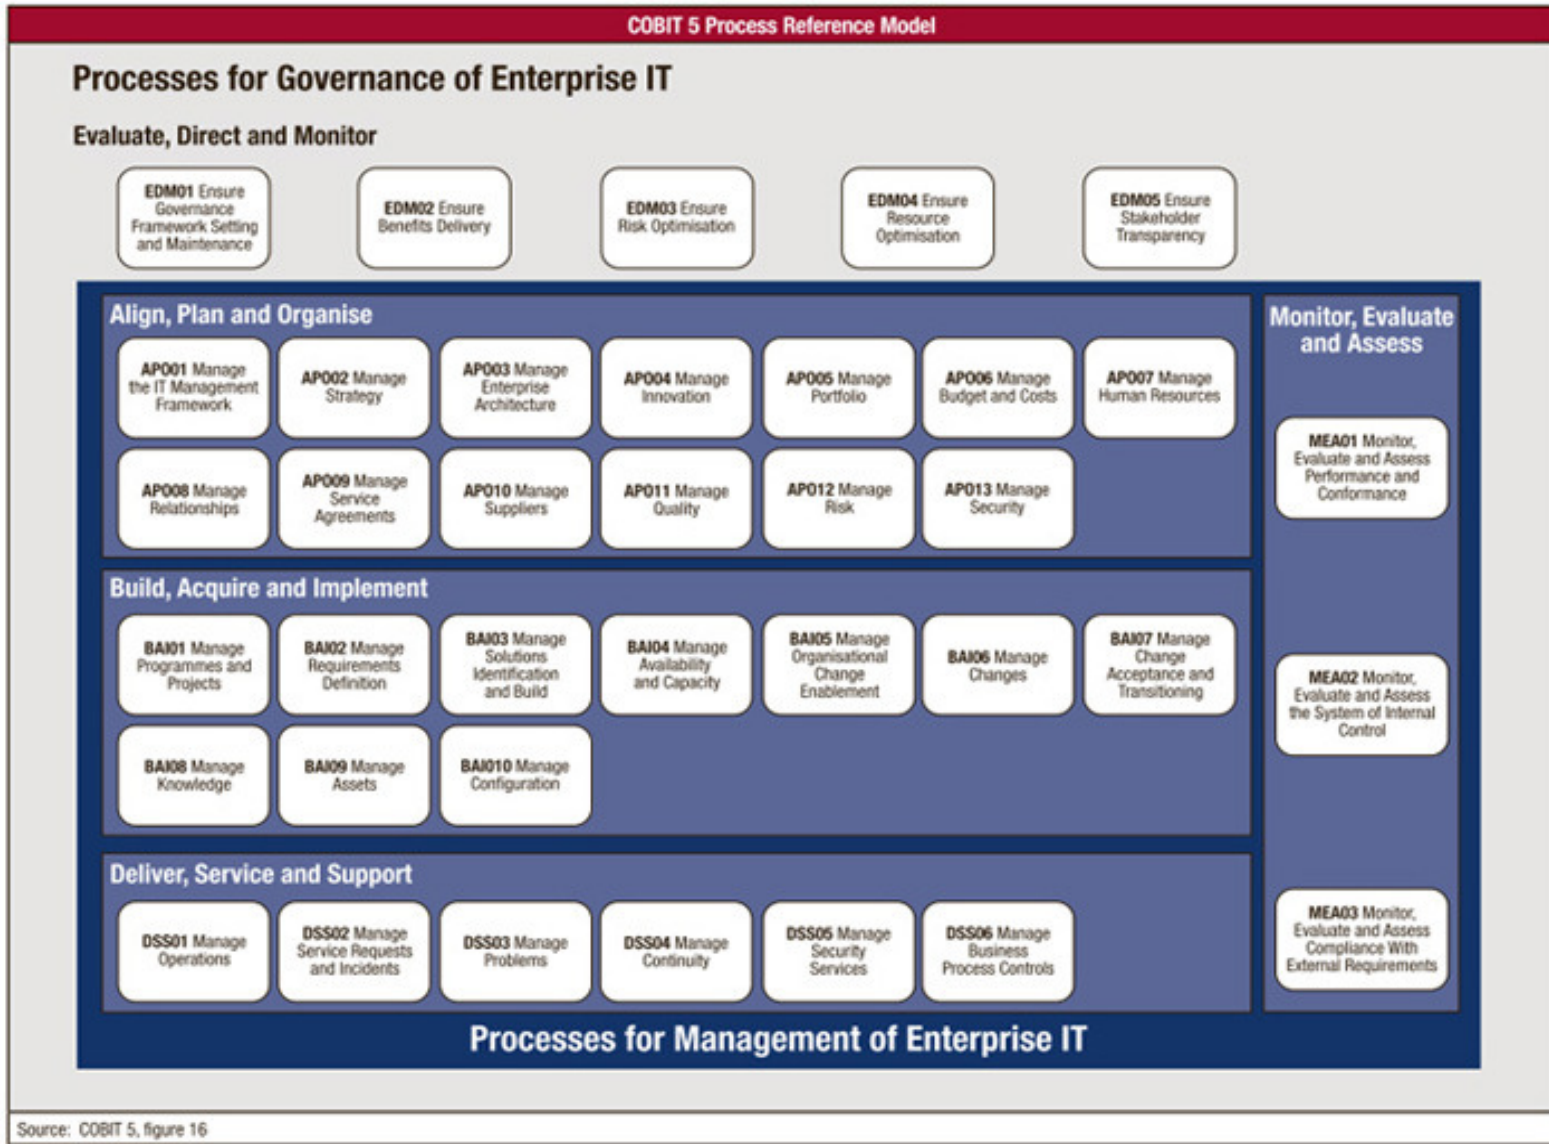 COBIT 5 Process Reference Model
Processes for Governance of Enterprise IT
Evaluate, Direct and Monitor
EDM01 Ensure
Governance
Framework Setting
and Maintenance
EDM02 Ensure
Benefits Delivery
EDM03 Ensure
Risk Optimisation
EDM04 Ensure
Resource
Optimisation
EDM05 Ensure
Stakeholder
Transparency
Align, Plan and Organise
APO01 Manage
the IT Management
Framework
APO02 Manage
Strategy
APO03 Manage
Enterprise
Architecture
APO04 Manage
Innovation
APO05 Manage
Portfolio
APO06 Manage
Budget and Costs
APO07 Manage
Human Resources
APO08 Manage
Relationships
APO09 Manage
Service
Agreements
APO10 Manage
Suppliers
APO11 Manage
Quality
APO12 Manage
Risk
APO13 Manage
Security
Build, Acquire and Implement
BAI01 Manage
Programmes and
Projects
BAI02 Manage
Requirements
Definition
BAI03 Manage
Solutions
Identification
and Build
BAI04 Manage
Availability
and Capacity
BAI05 Manage
Organisational
Change
Enablement
BAI06 Manage
Changes
BAI07 Manage
Change
Acceptance and
Transitioning
BAI08 Manage
Knowledge
BAI09 Manage
Assets
BAI010 Manage
Configuration
Deliver, Service and Support
DSS01 Manage
Operations
DSS02 Manage
Service Requests
and Incidents
DSS03 Manage
Problems
DSS04 Manage
Continuity
DSS05 Manage
Security
Services
DSS06 Manage
Business
Process Controls
Monitor, Evaluate
and Assess
MEA01 Monitor,
Evaluate and Assess
Performance and
Conformance
MEA02 Monitor,
Evaluate and Assess
the System of Internal
Control
MEA03 Monitor,
Evaluate and Assess
Compliance With
External Requirements
Processes for Management of Enterprise IT
Source: COBIT 5, figure 16